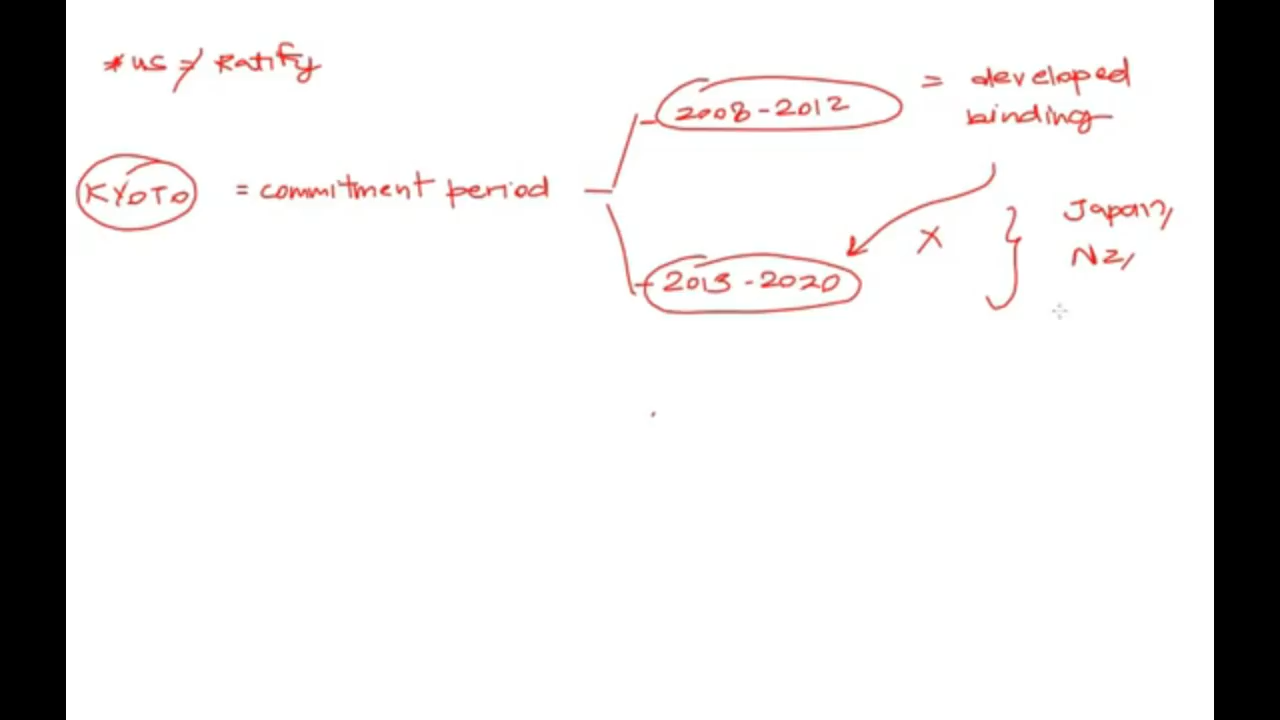 * US ≠ Ratify
2008-2012 = developed
binding
KYOTO = commitment period
Japan,
X
NZ,
2013-2020